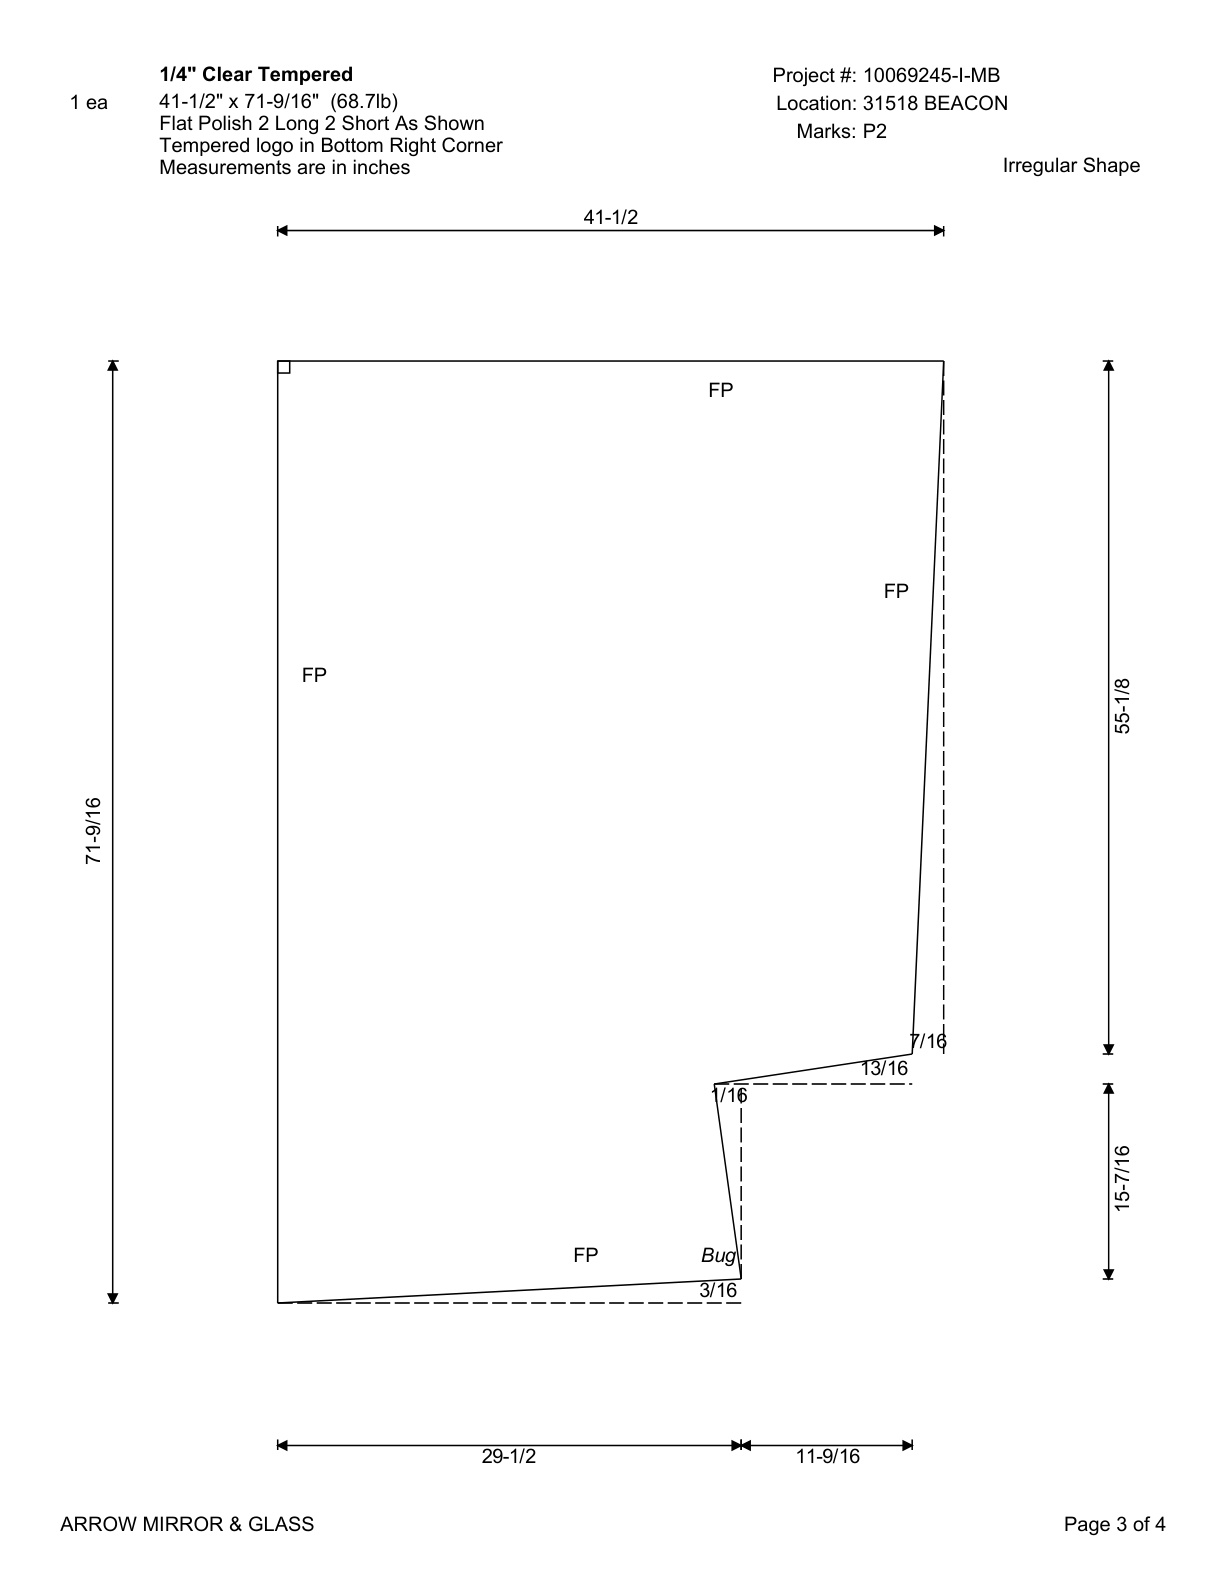 1/4" Clear Tempered
1 ea
41-1/2" x 71-9/16" (68.7lb)
Flat Polish 2 Long 2 Short As Shown
Tempered logo in Bottom Right Corner
Measurements are in inches
Project #: 10069245-I-MB
Location: 31518 BEACON
Marks: P2
Irregular Shape
41-1/2
FP
FP
FP
55-1/8
71-9/16
7/16
13/16
1/16
15-7/16
FP
Bug
3/16
29-1/2
11-9/16
ARROW MIRROR & GLASS
Page 3 of 4